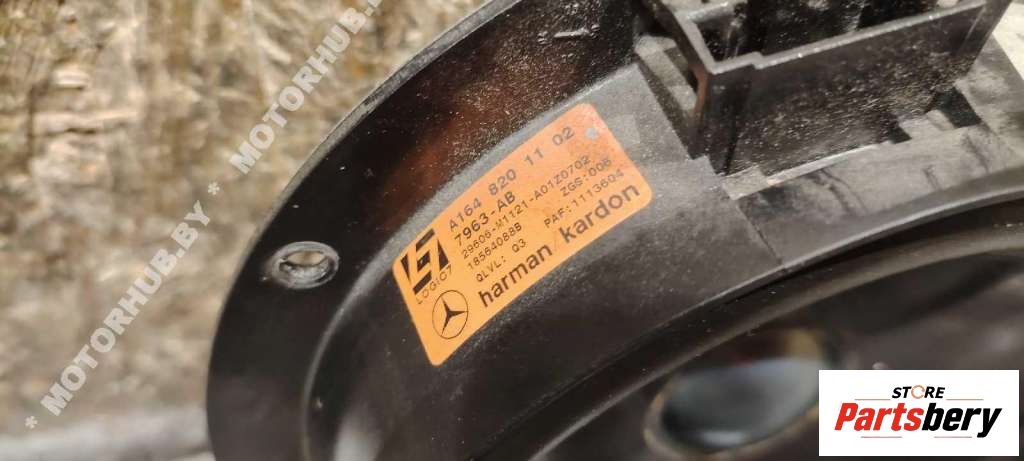 * MOTORHUB.BY * MOTORHUB.BY *
A164 820 11 02
7963-AB
29606-M1121-A01Z0702
18564088B ZGS:006
QLVL: Q3 PAF:1113604
LOGIC7
harman/kardon
STORE
Partsbery